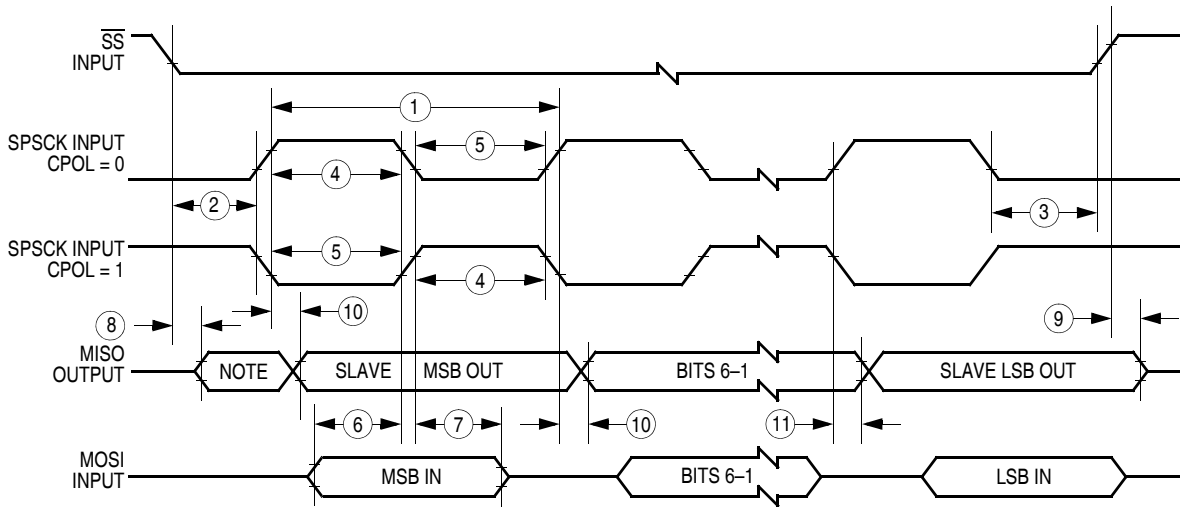 SS
INPUT
1
SPSCK INPUT
CPOL = 0
5
4
2
3
SPSCK INPUT
CPOL = 1
5
4
8
10
9
MISO
OUTPUT
NOTE
SLAVE MSB OUT
BITS 6–1
SLAVE LSB OUT
6
7
10
11
MOSI
INPUT
MSB IN
BITS 6–1
LSB IN